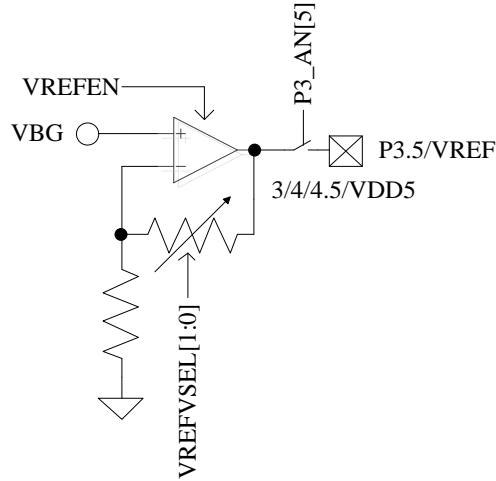 P3_AN[5]
VREFEN
VBG
+
−
P3.5/VREF
3/4/4.5/VDD5
VREFVSEL[1:0]